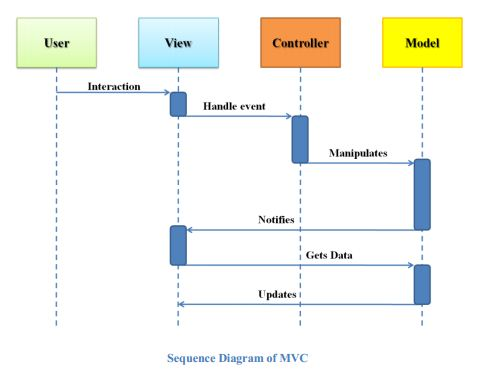 User
View
Controller
Model
Interaction
Handle event
Manipulates
Notifies
Gets Data
Updates
Sequence Diagram of MVC